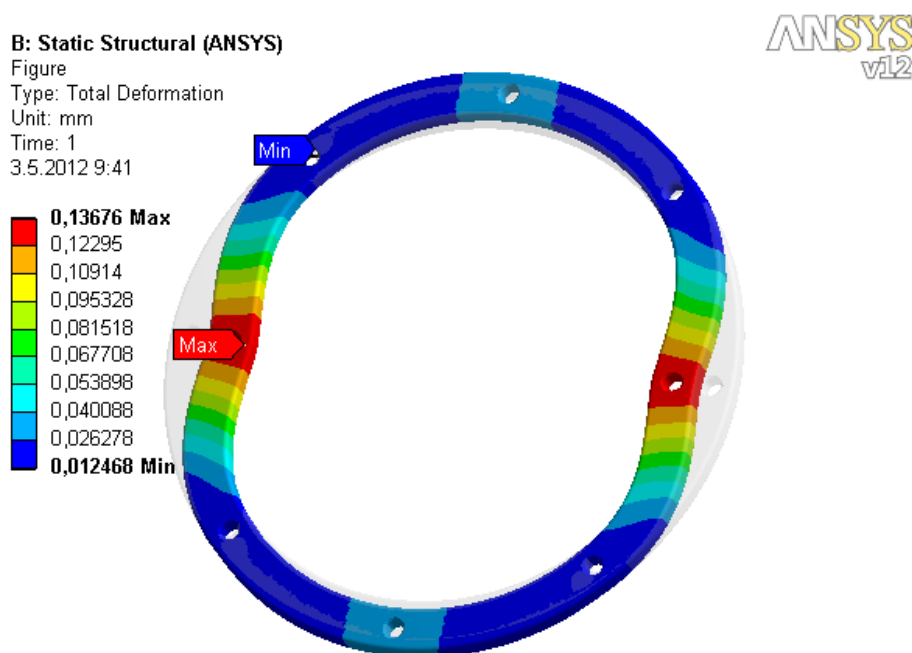 B: Static Structural (ANSYS)
Figure
Type: Total Deformation
Unit: mm
Time: 1
3.5.2012 9:41
ANSYS
v12
Min
0,13676 Max
0,12295
0,10914
0,095328
0,081518
0,067708
0,053898
0,040088
0,026278
0,012468 Min
Max